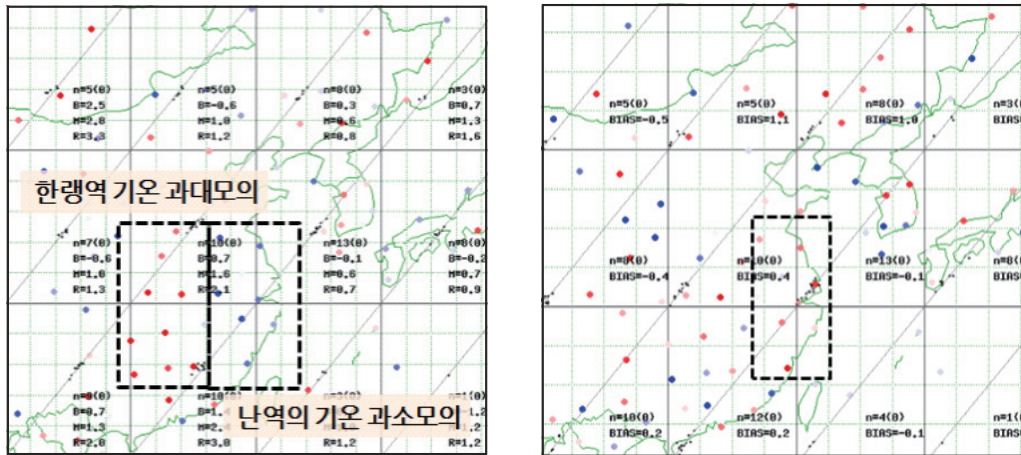 n=5(0)
B=2.5
M=2.8
R=3.3
n=5(0)
B=-0.6
M=1.0
R=1.2
n=8(0)
B=0.3
M=0.6
R=0.8
n=3(0)
B=0.7
M=1.3
R=1.6
한랭역 기온 과대모의
n=7(0)
B=-0.6
M=1.0
R=1.3
n=10(0)
B=0.7
M=1.6
R=2.1
n=13(0)
B=-0.1
M=0.6
R=0.7
B=-0.2
M=0.7
R=0.9
B=0.7
M=1.3
R=2.0
R=3.0
R=1.2
R=1.2
난역의 기온 과소모의
n=5(0)
BIAS=-0.5
n=5(0)
BIAS=1.1
n=8(0)
BIAS=1.0
n=3(0)
BIAS=
BIAS=-0.4
n=10(0)
BIAS=0.4
n=13(0)
BIAS=-0.1
BIAS=
n=10(0)
BIAS=0.2
n=12(0)
BIAS=0.2
n=4(0)
BIAS=-0.1
BIAS=